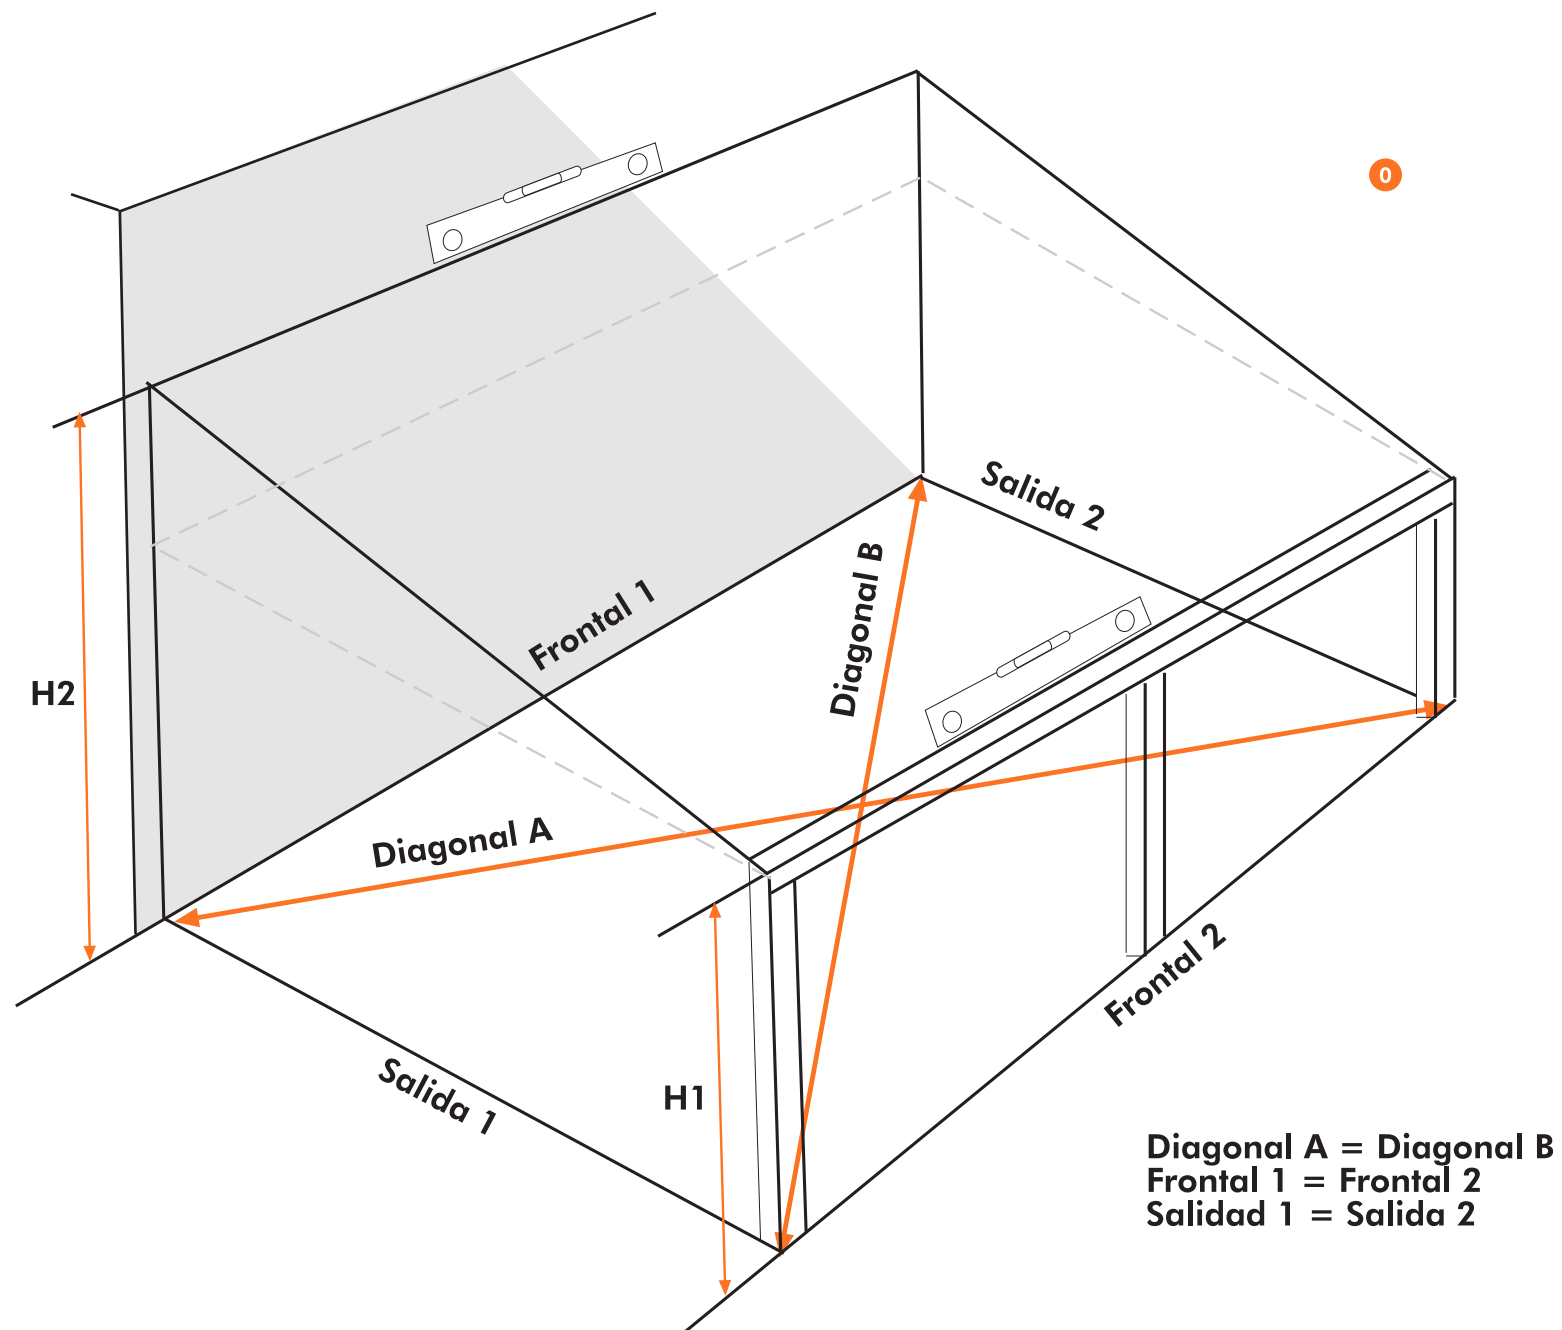 0
Salida 2
Diagonal B
Frontal 1
H2
Diagonal A
Frontal 2
Salida 1
H1
Diagonal A = Diagonal B
Frontal 1 = Frontal 2
Salidad 1 = Salida 2